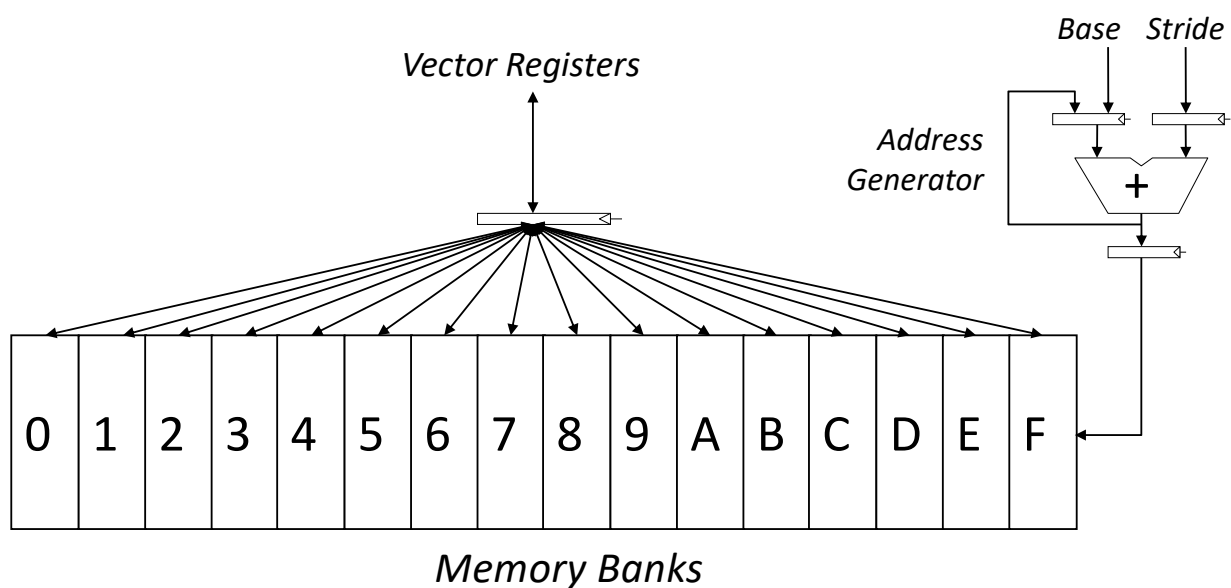 Base Stride
Vector Registers
Address
Generator
+
0 1 2 3 4 5 6 7 8 9 A B C D E F
Memory Banks